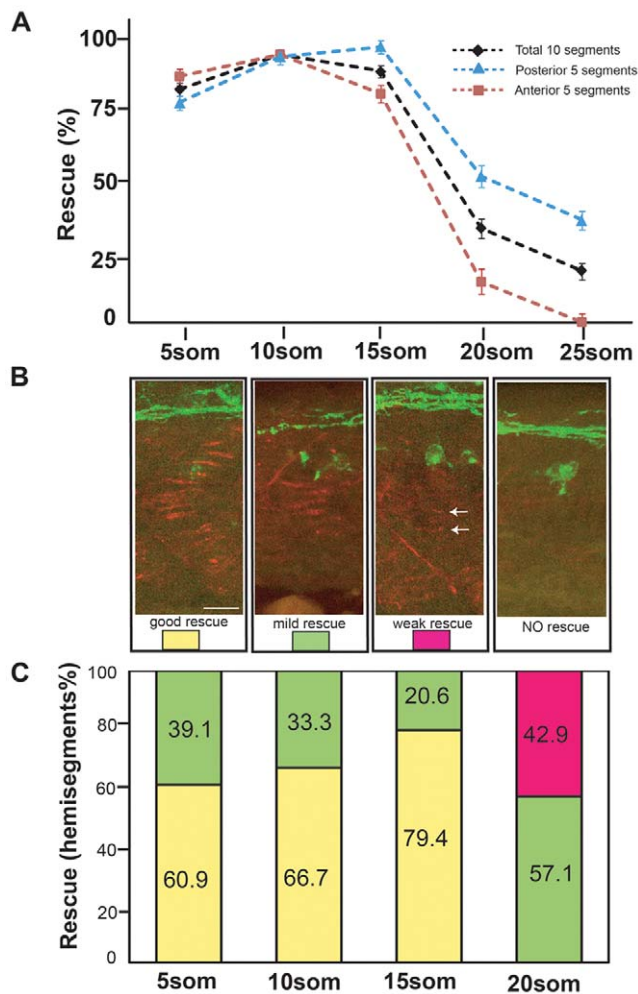 A
Rescue (%)
100
75
50
25
0
Total 10 segments
Posterior 5 segments
Anterior 5 segments
5som 10som 15som 20som 25som
B
good rescue mild rescue weak rescue NO rescue
C
Rescue (hemisegments%)
100
80
60
40
20
0
39.1 33.3 20.6 42.9
60.9 66.7 79.4 57.1
5som 10som 15som 20som